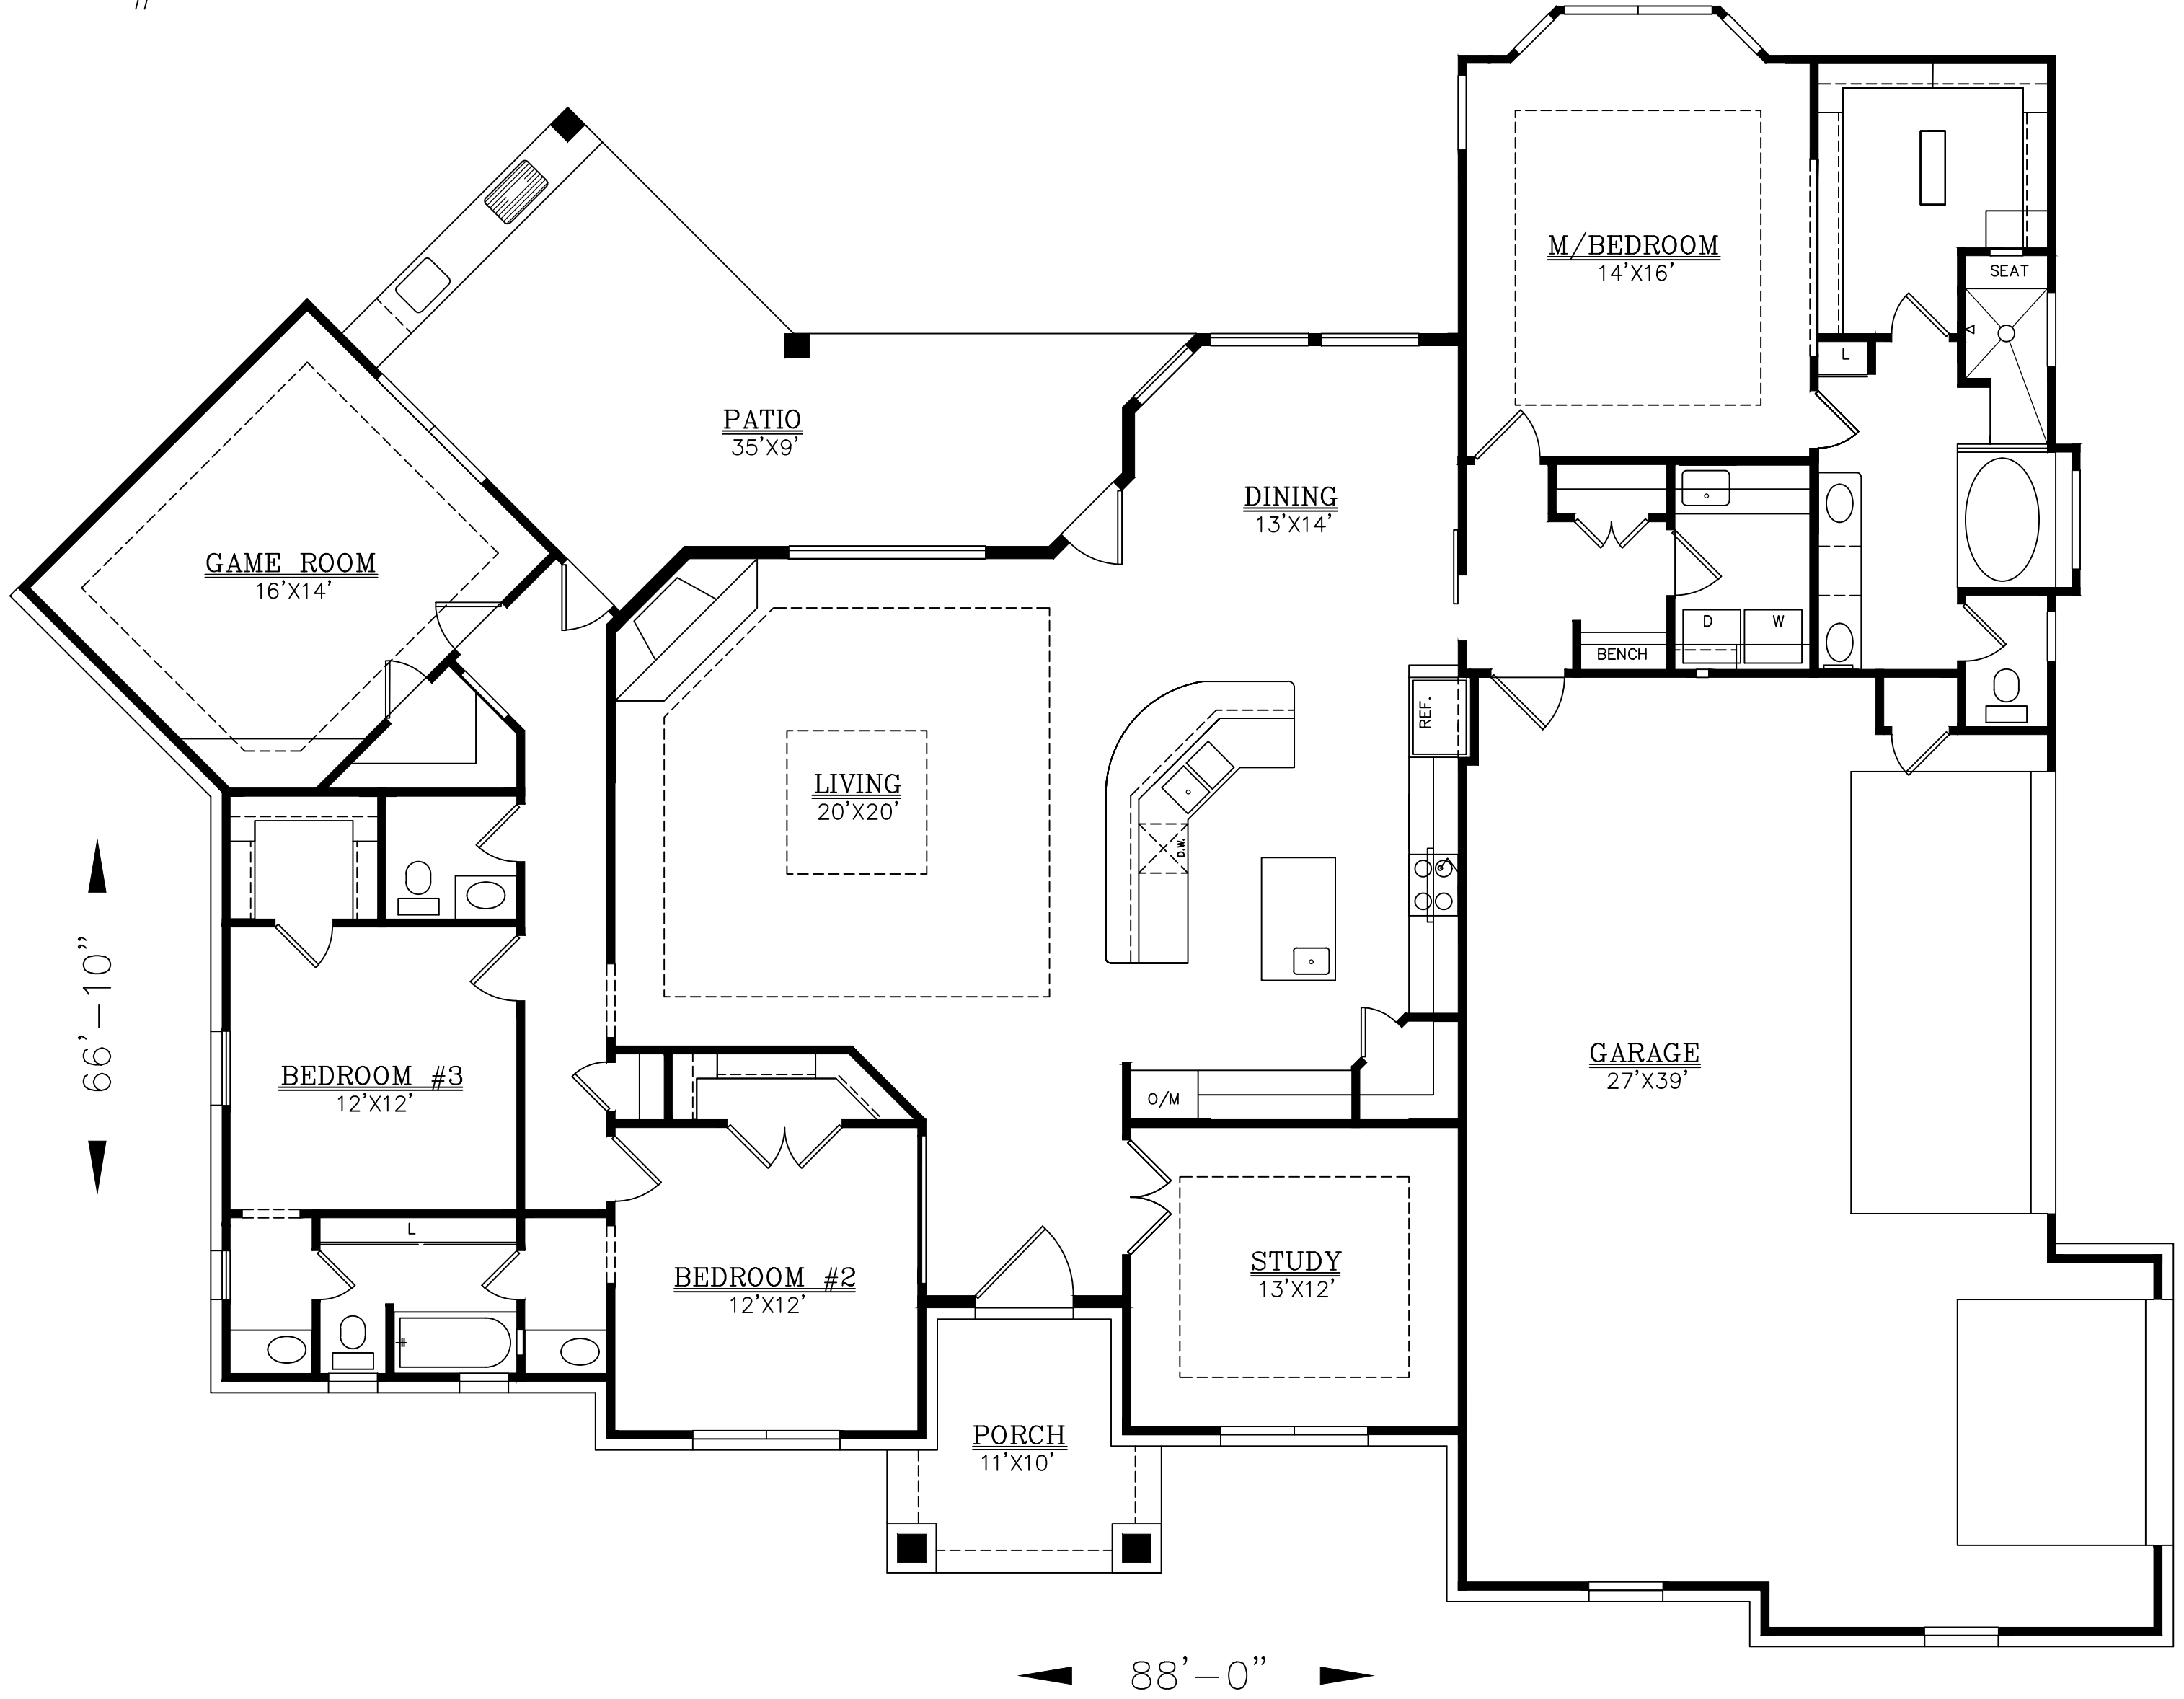 M/BEDROOM
14'X16'
SEAT
L
PATIO
35'X9'
DINING
13'X14'
GAME ROOM
16'X14'
D
W
BENCH
REF.
LIVING
20'X20'
D.W.
66'-10"
BEDROOM #3
12'X12'
GARAGE
27'X39'
O/M
L
BEDROOM #2
12'X12'
STUDY
13'X12'
PORCH
11'X10'
88'-0"